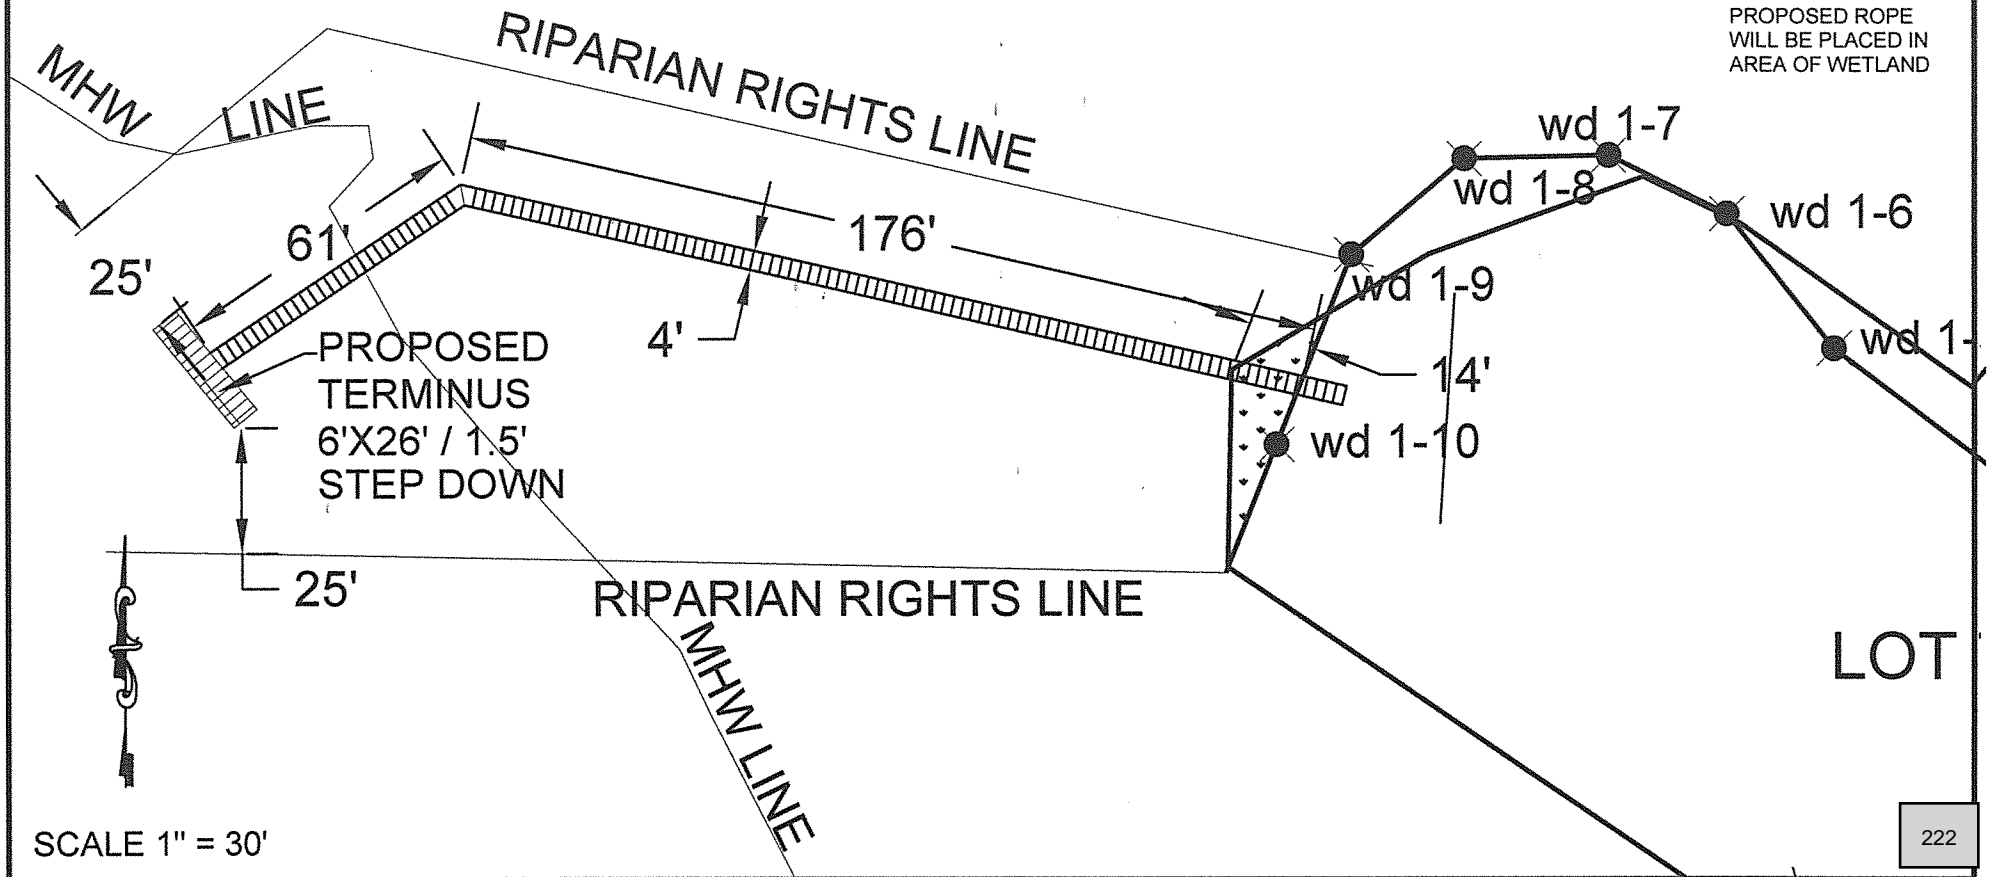 PROPOSED ROPE
WILL BE PLACED IN
AREA OF WETLAND
RIPARIAN RIGHTS LINE
MHW LINE
wd 1-7
wd 1-8
wd 1-6
176'
61'
25'
wd 1-9
4'
wd 1-
PROPOSED
TERMINUS
6'X26' / 1.5'
STEP DOWN
14'
wd 1-10
25'
RIPARIAN RIGHTS LINE
MHW LINE
LOT
SCALE 1" = 30'
222